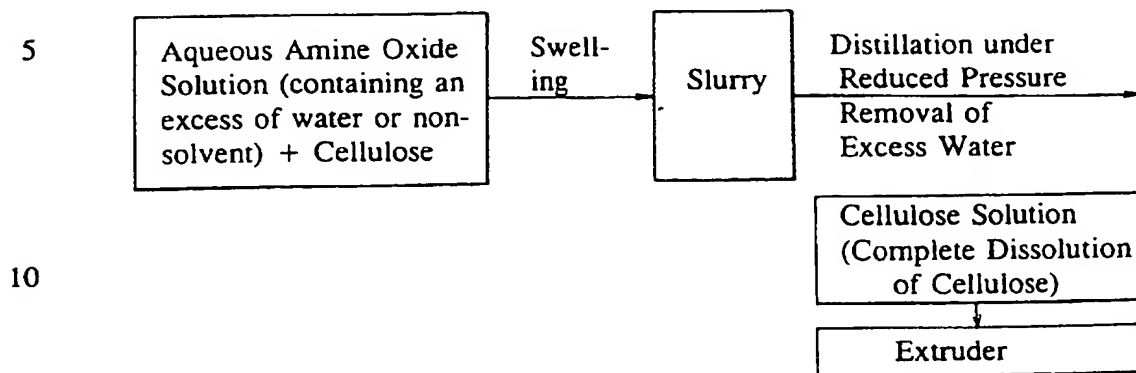 5
Aqueous Amine Oxide
Solution (containing an
excess of water or non-
solvent) + Cellulose
Swell-
ing
Slurry
Distillation under
Reduced Pressure
Removal of
Excess Water
10
Cellulose Solution
(Complete Dissolution
of Cellulose)
Extruder